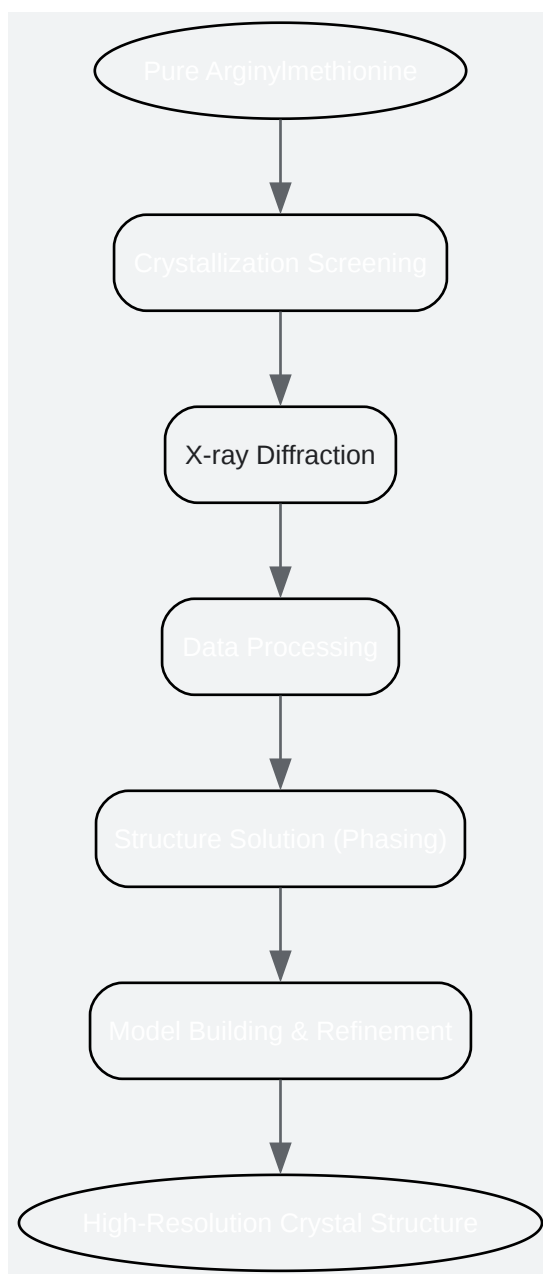 Pure Arginylmethionine
Crystallization Screening
X-ray Diffraction
Data Processing
Structure Solution (Phasing)
Model Building & Refinement
High-Resolution Crystal Structure